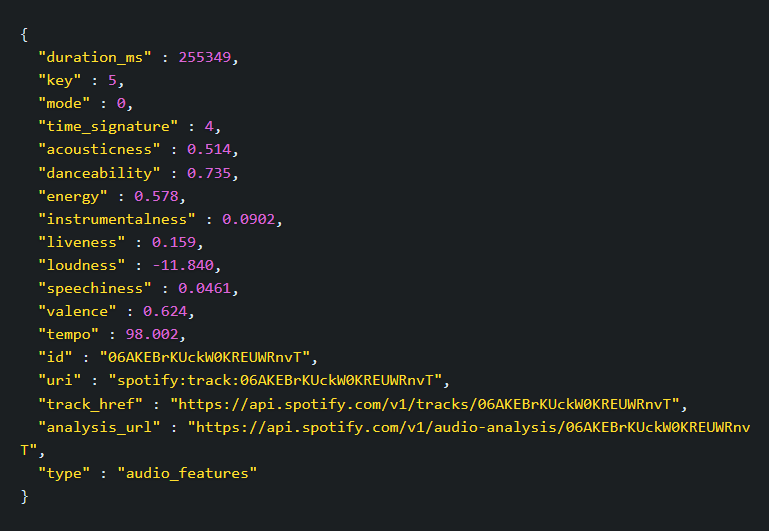 {
"duration_ms" : 255349,
"key" : 5,
"mode" : 0,
"time_signature" : 4,
"acousticness" : 0.514,
"danceability" : 0.735,
"energy" : 0.578,
"instrumentalness" : 0.0902,
"liveness" : 0.159,
"loudness" : -11.840,
"speechiness" : 0.0461,
"valence" : 0.624,
"tempo" : 98.002,
"id" : "06AKEBrKUckW0KREUWRnvT",
"uri" : "spotify:track:06AKEBrKUckW0KREUWRnvT",
"track_href" : "https://api.spotify.com/v1/tracks/06AKEBrKUckW0KREUWRnvT",
"analysis_url" : "https://api.spotify.com/v1/audio-analysis/06AKEBrKUckW0KREUWRnv
T",
"type" : "audio_features"
}